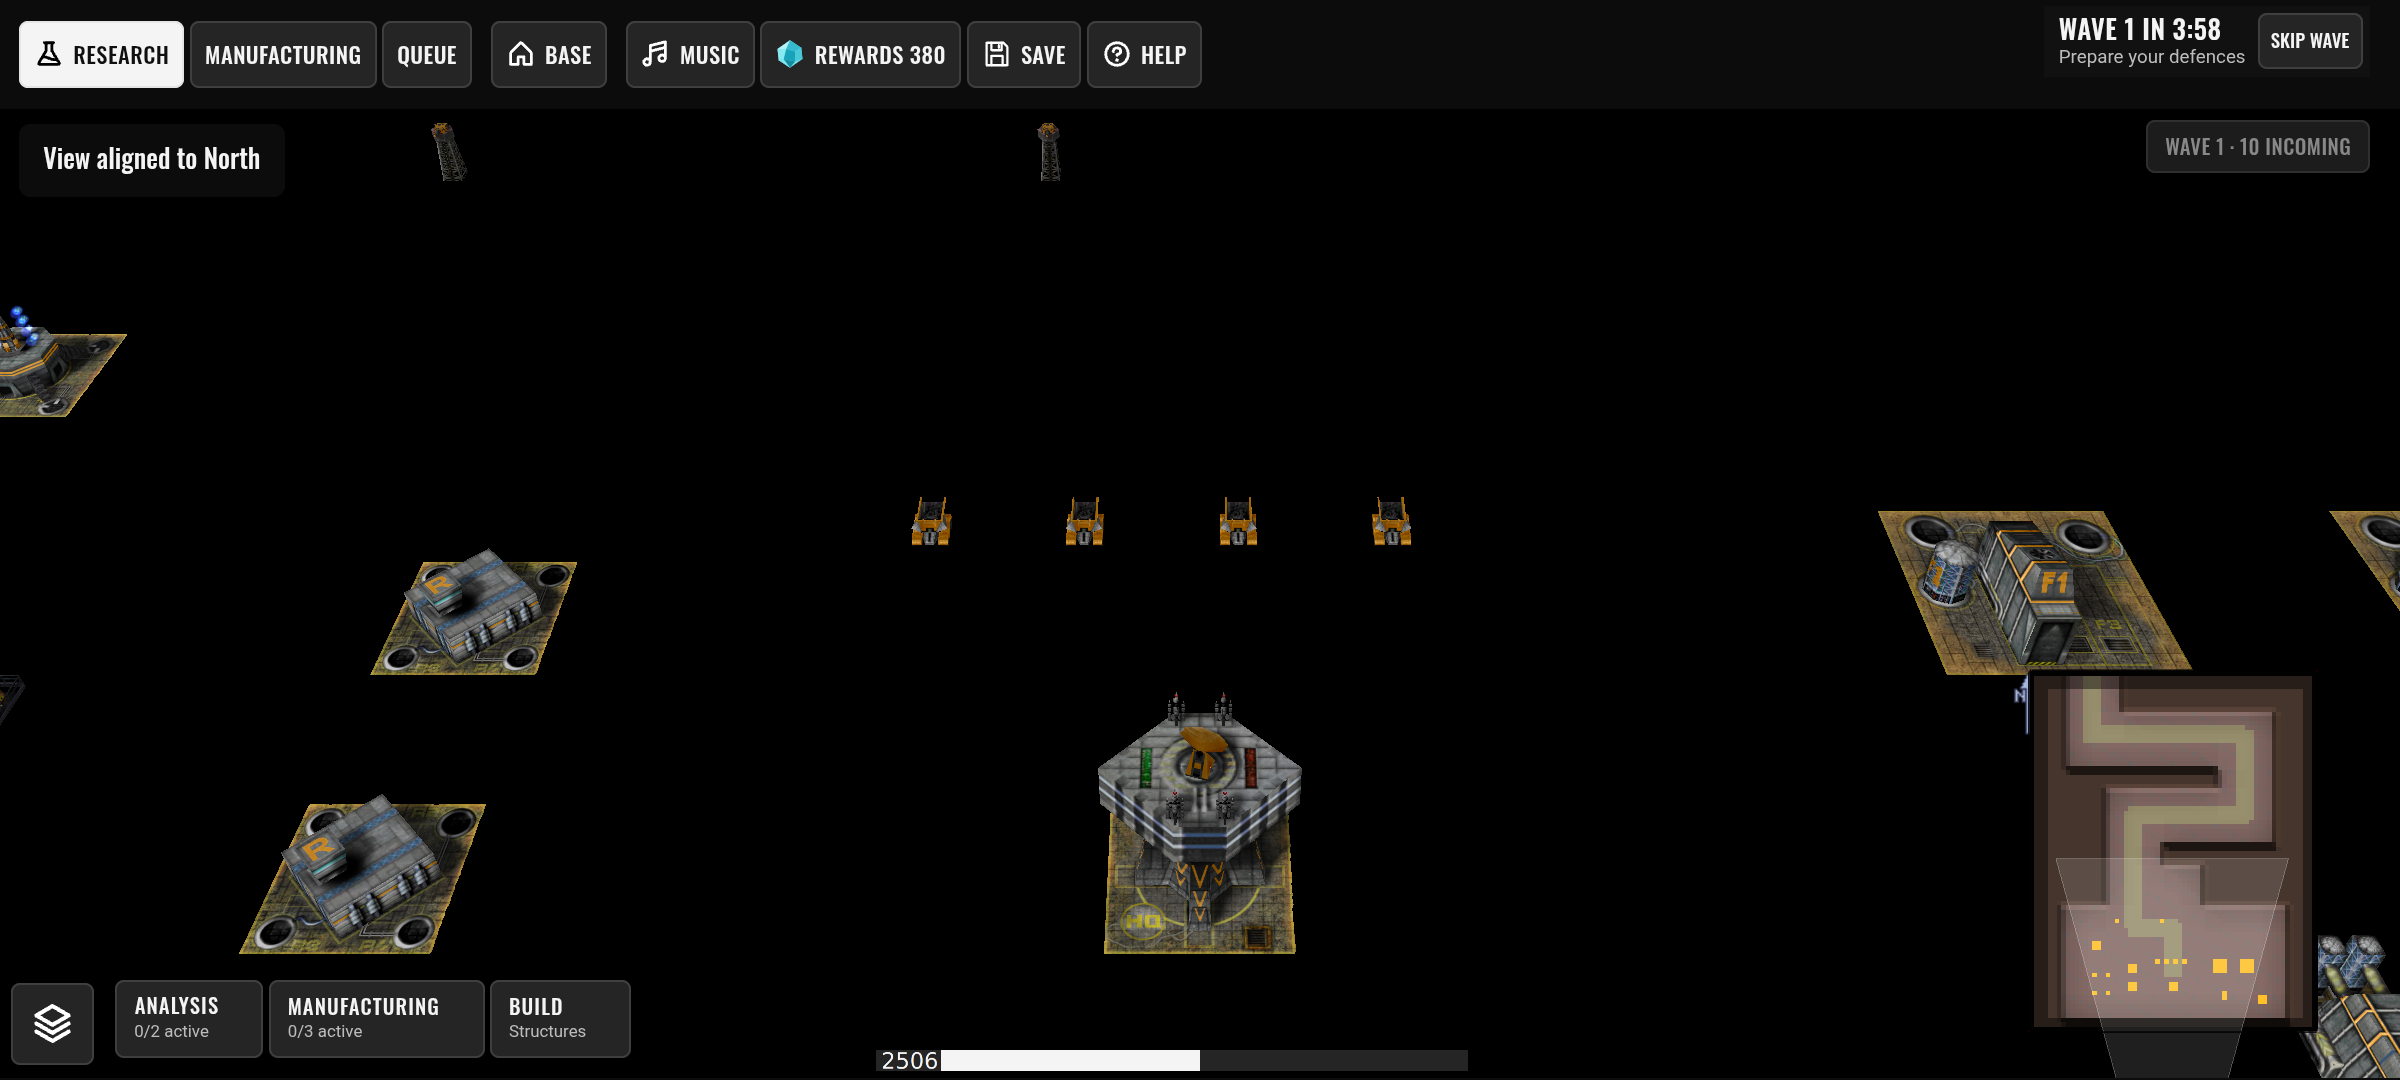 RESEARCH
MANUFACTURING
QUEUE
BASE
MUSIC
REWARDS 380
SAVE
HELP
WAVE 1 IN 3:58
Prepare your defences
SKIP WAVE
View aligned to North
WAVE 1 · 10 INCOMING
R
F1
F3
N
R
HQ
ANALYSIS
0/2 active
MANUFACTURING
0/3 active
BUILD
Structures
2506